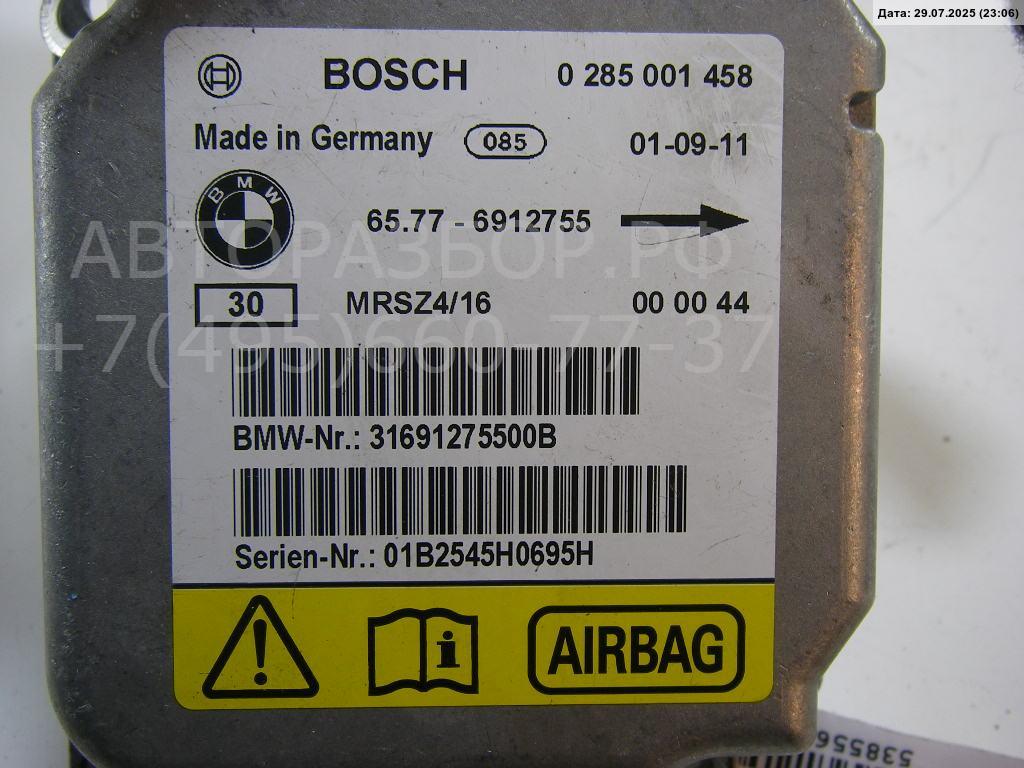 Дата: 29.07.2025 (23:06)
BOSCH 0 285 001 458
Made in Germany 085 01-09-11
BMW
65.77 - 6912755
АВТОРАЗБОР.РФ
30 MRSZ4/16 00 00 44
+7(495)660-77-37
BMW-Nr.: 31691275500B
Serien-Nr.: 01B2545H0695H
i AIRBAG